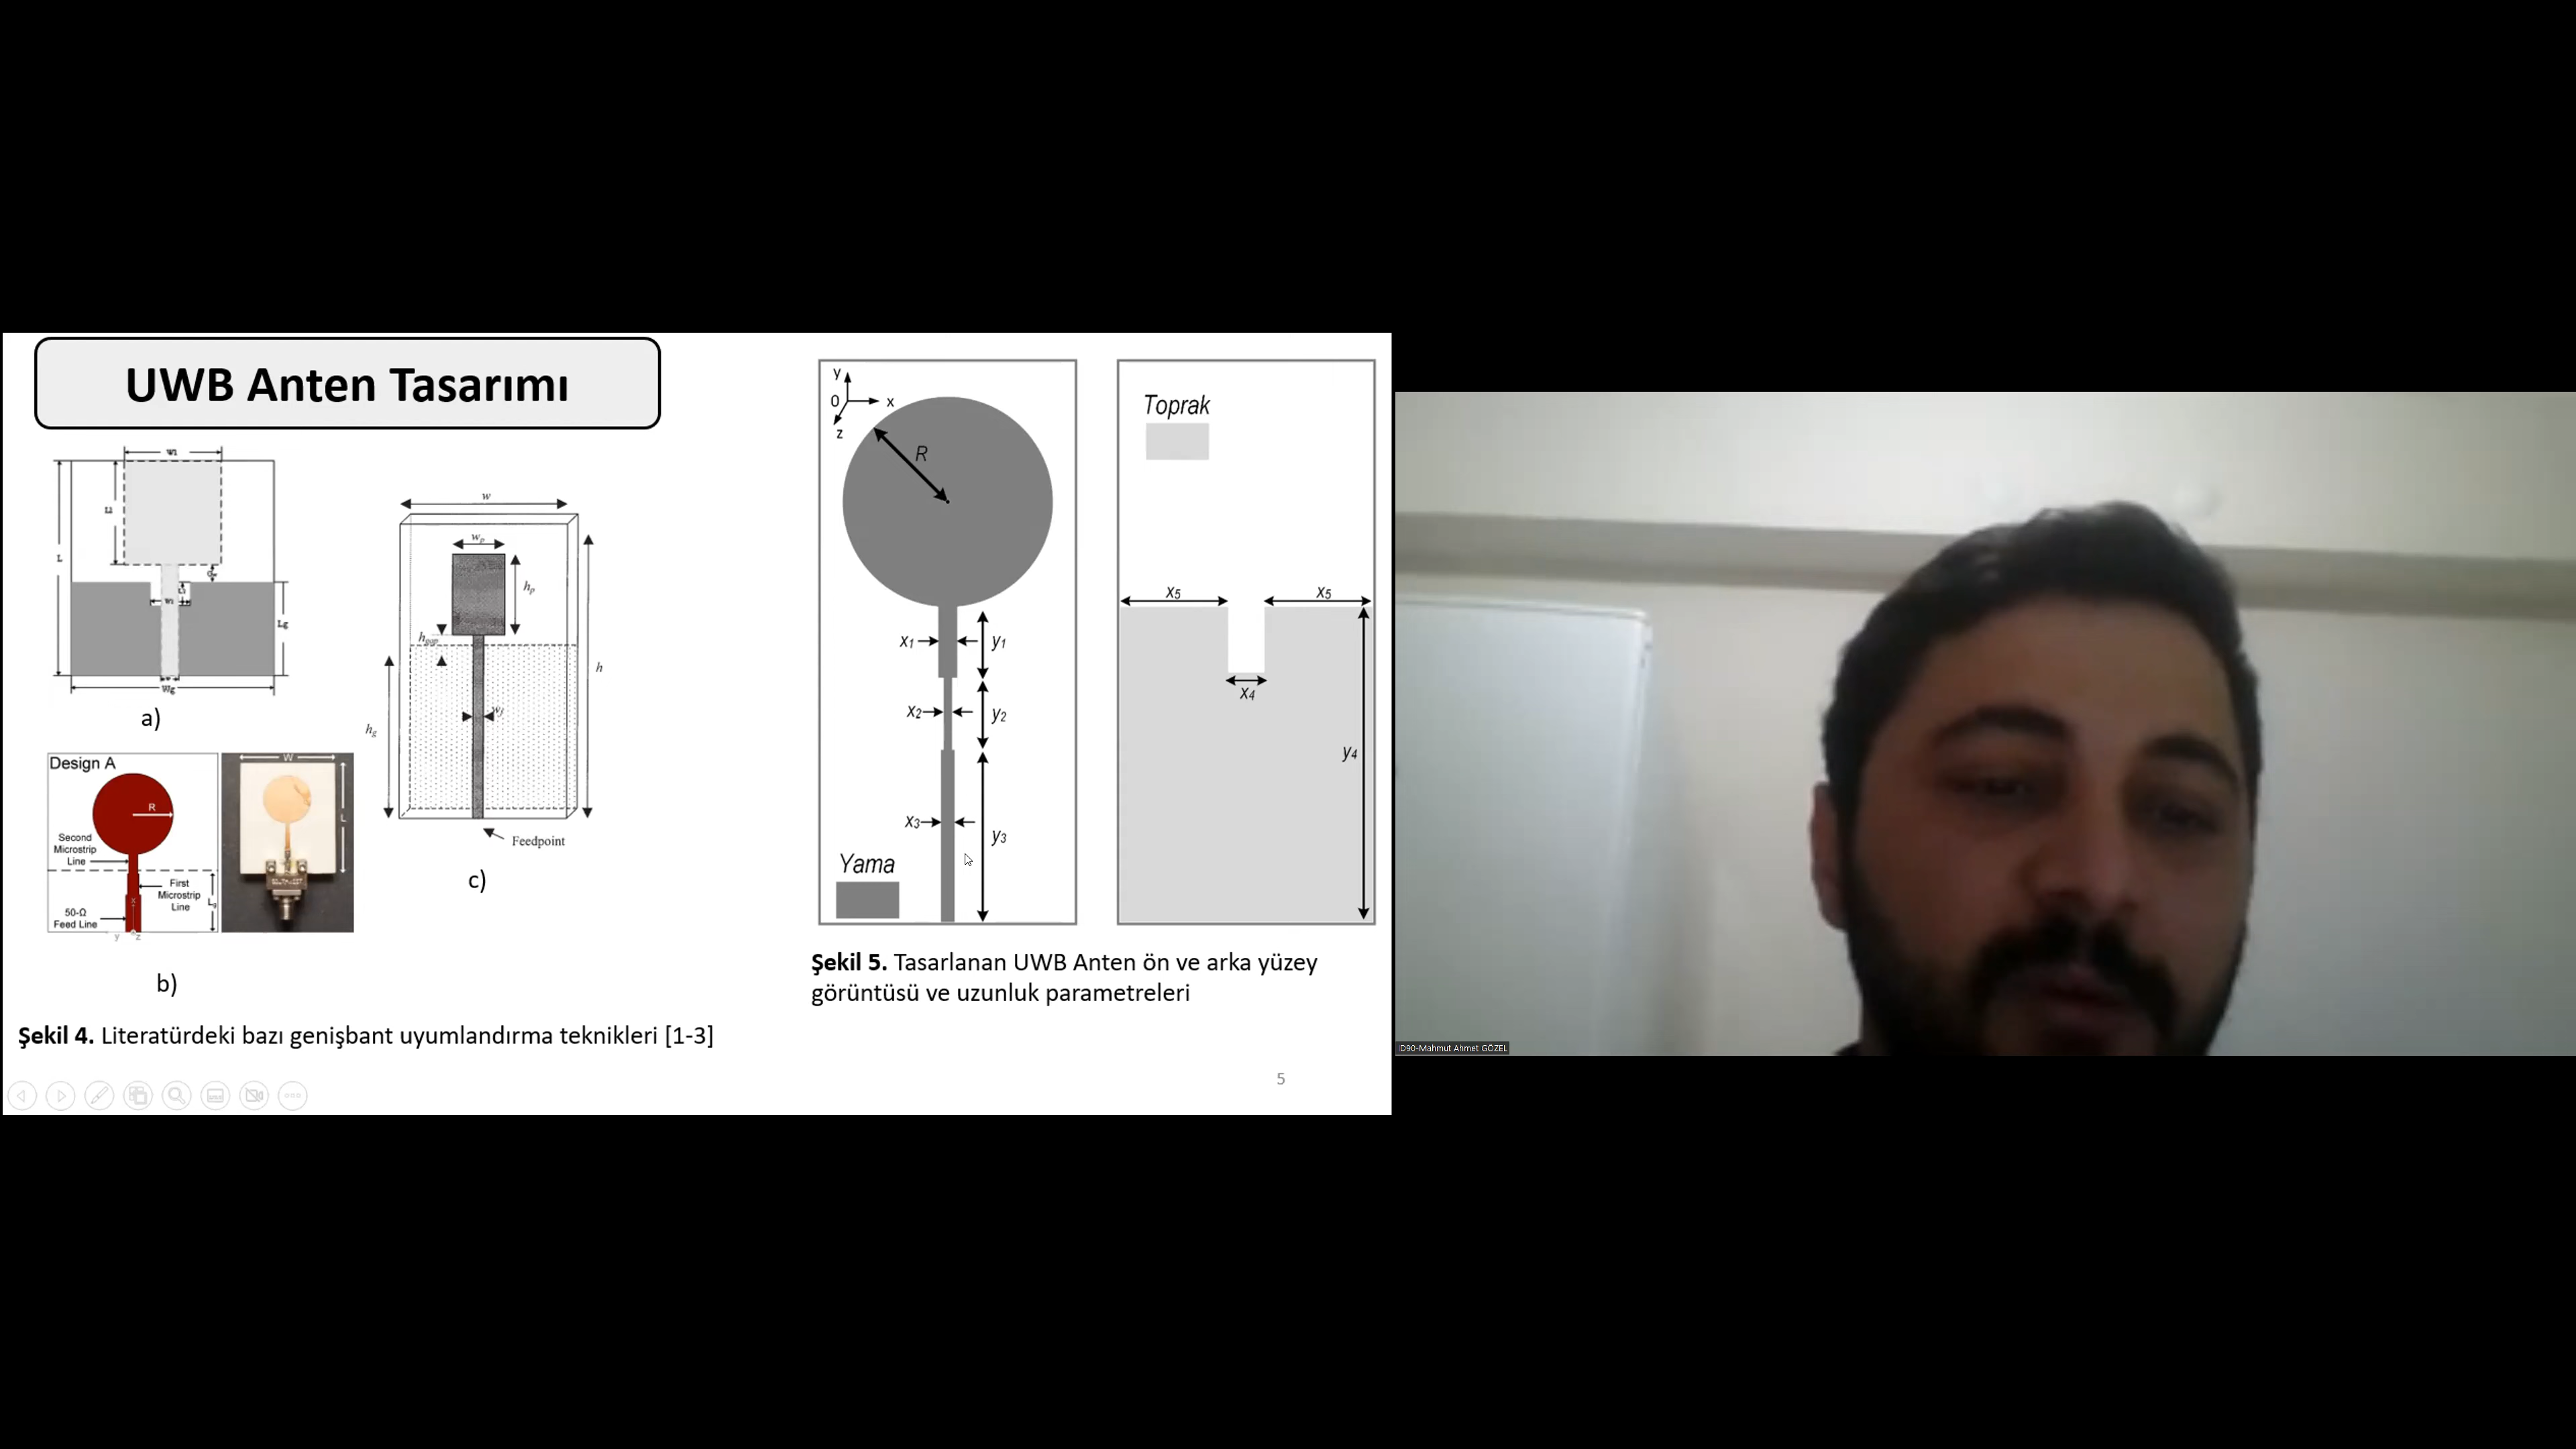 UWB Anten Tasarımı
W1
L
Wg
Lg
a)
Design A
R
Second
Microstrip
Line
First
Microstrip
Line
50-Ω
Feed Line
Lg
y
x
z
W
L
b)
w
wp
hp
hgap
h
wf
hg
Feedpoint
c)
Şekil 4. Literatürdeki bazı genişbant uyumlandırma teknikleri [1-3]
y
0
x
z
R
x1
y1
x2
y2
x3
y3
Yama
Toprak
x5
x5
x4
y4
Şekil 5. Tasarlanan UWB Anten ön ve arka yüzey
görüntüsü ve uzunluk parametreleri
5
ID90-Mahmut Ahmet GÖZEL